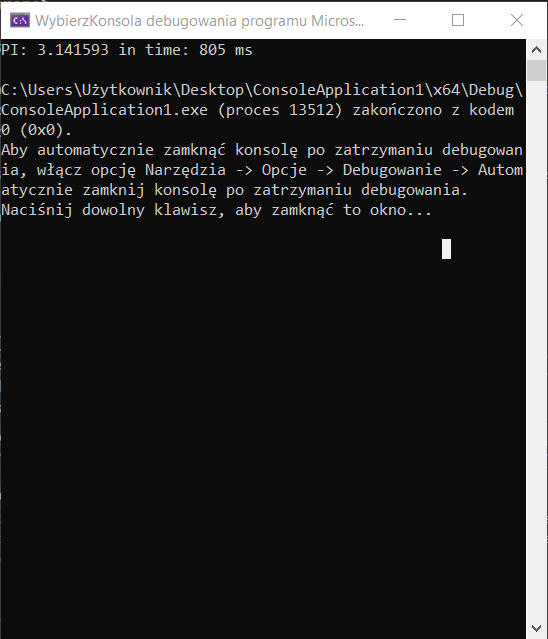 WybierzKonsola debugowania programu Micros...
PI: 3.141593 in time: 805 ms
C:\Users\Użytkownik\Desktop\ConsoleApplication1\x64\Debug\
ConsoleApplication1.exe (proces 13512) zakończono z kodem
0 (0x0).
Aby automatycznie zamknąć konsolę po zatrzymaniu debugowan
ia, włącz opcję Narzędzia -> Opcje -> Debugowanie -> Autom
atycznie zamknij konsolę po zatrzymaniu debugowania.
Naciśnij dowolny klawisz, aby zamknąć to okno...